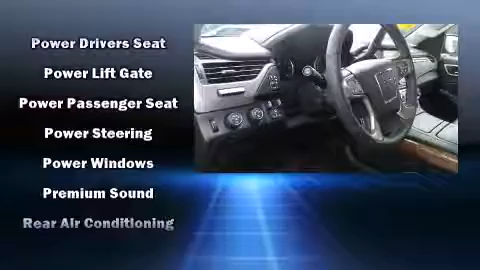 Power Drivers Seat
Power Lift Gate
Power Passenger Seat
Power Steering
Power Windows
Premium Sound
Rear Air Conditioning